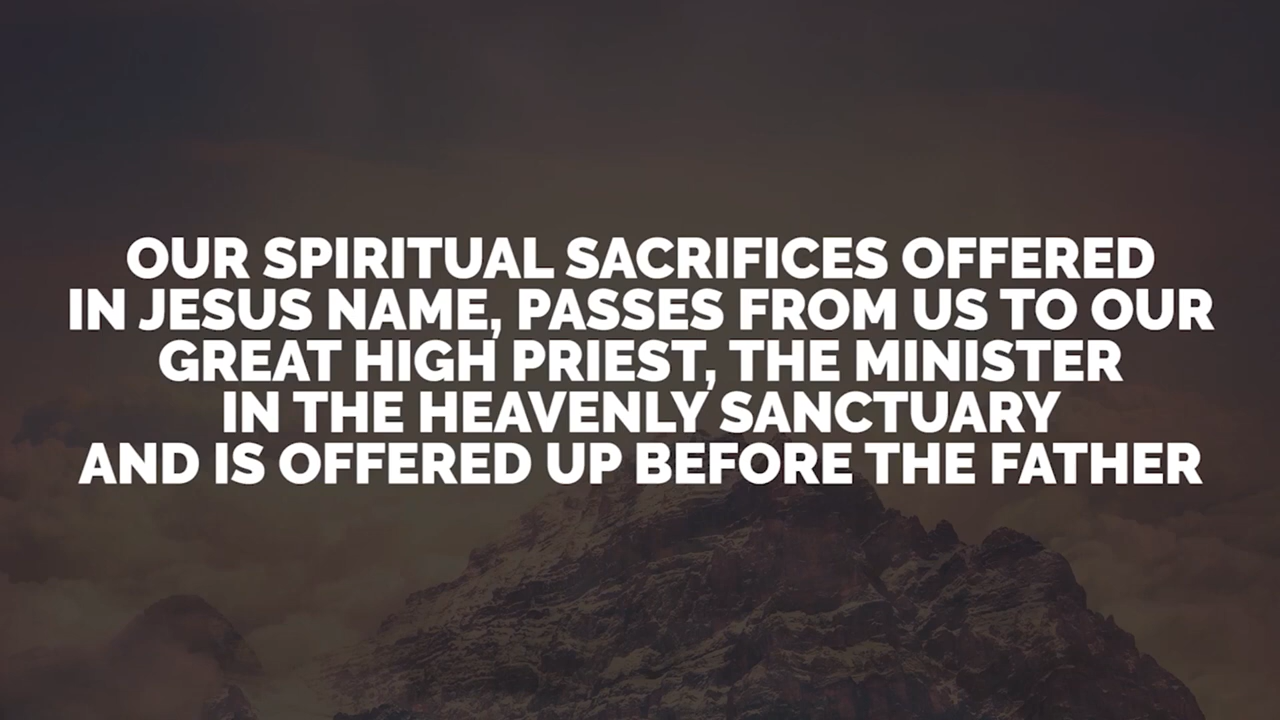 OUR SPIRITUAL SACRIFICES OFFERED
IN JESUS NAME, PASSES FROM US TO OUR
GREAT HIGH PRIEST, THE MINISTER
IN THE HEAVENLY SANCTUARY
AND IS OFFERED UP BEFORE THE FATHER